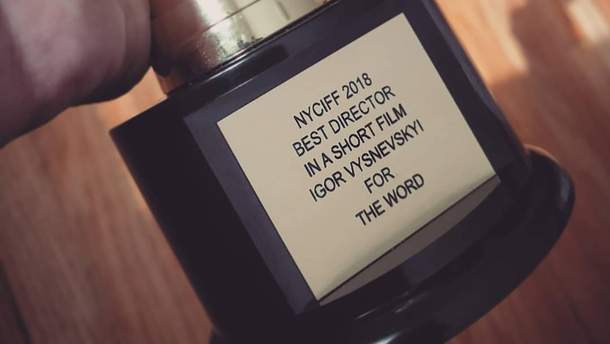 NYCIFF 2018
BEST DIRECTOR
IN A SHORT FILM
IGOR VYSNEVSKYI
FOR
THE WORD